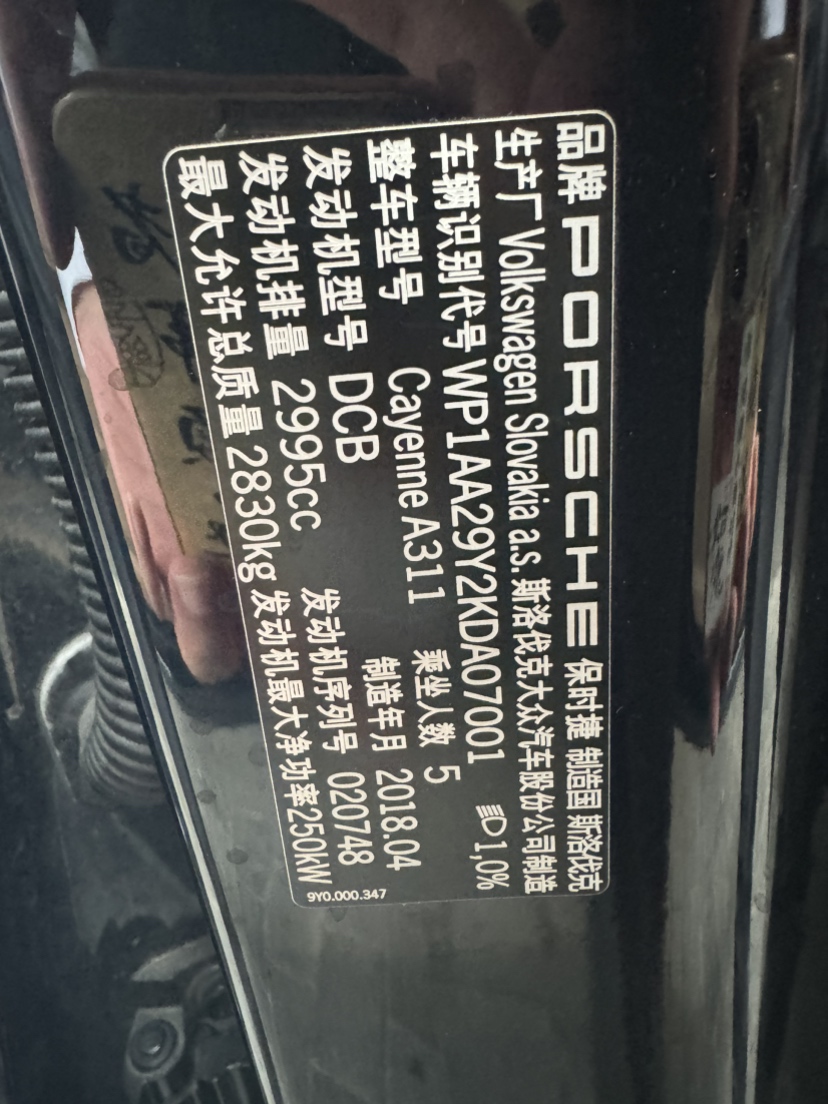 品牌 PORSCHE 保时捷 制造国 斯洛伐克
生产厂 Volkswagen Slovakia a.s. 斯洛伐克大众汽车股份公司制造
车辆识别代号 WP1AA29Y2KDA07001 1,0%
整车型号 Cayenne A311 乘坐人数 5
发动机型号 DCB 制造年月 2018.04
发动机排量 2995cc 发动机序列号 020748
最大允许总质量 2830kg 发动机最大净功率250kW
9Y0.000.347